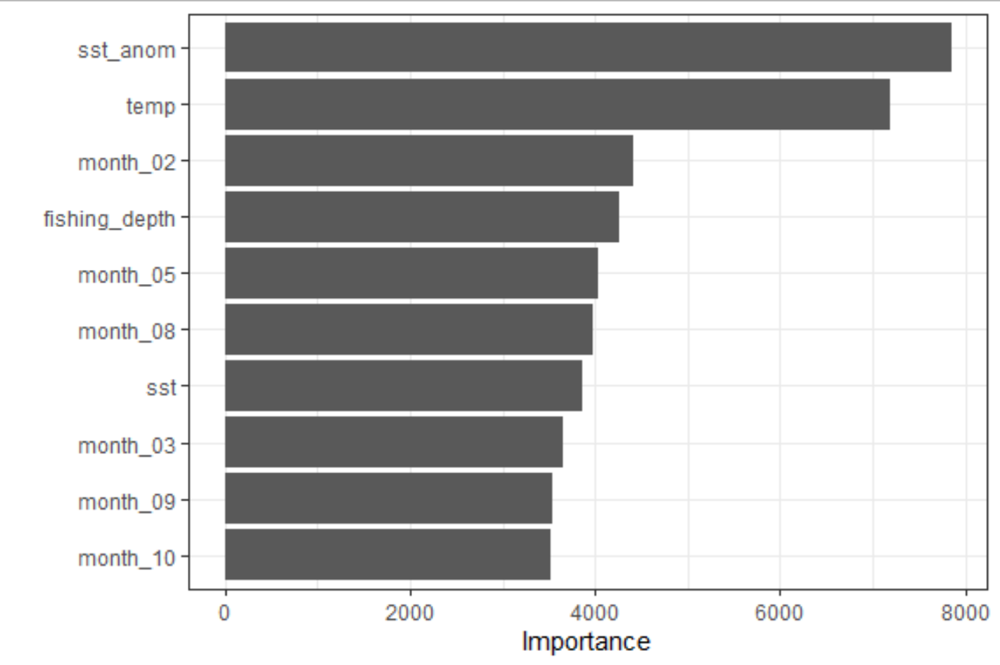 sst_anom
temp
month_02
fishing_depth
month_05
month_08
sst
month_03
month_09
month_10
0 2000 4000 6000 8000
Importance